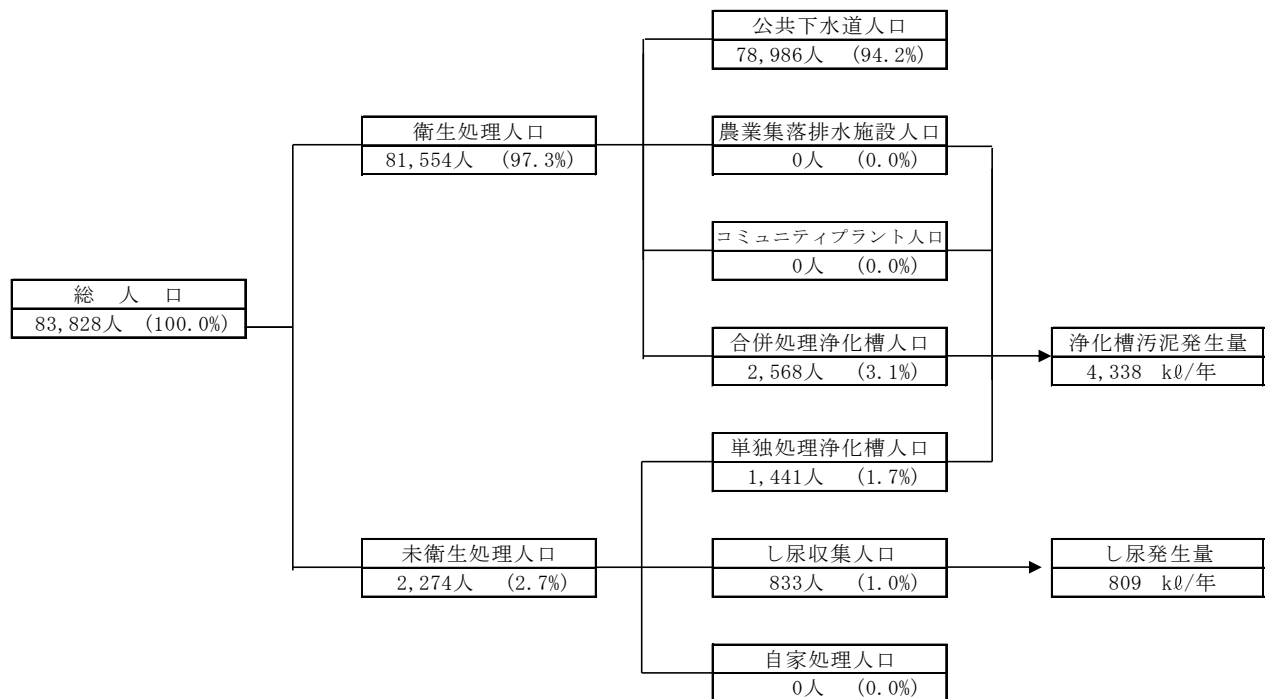 公共下水道人口
78,986人 (94.2%)
衛生処理人口
81,554人 (97.3%)
農業集落排水施設人口
0人 (0.0%)
コミュニティプラント人口
0人 (0.0%)
総 人 口
83,828人 (100.0%)
合併処理浄化槽人口
2,568人 (3.1%)
浄化槽汚泥発生量
4,338 kℓ/年
単独処理浄化槽人口
1,441人 (1.7%)
未衛生処理人口
2,274人 (2.7%)
し尿収集人口
833人 (1.0%)
し尿発生量
809 kℓ/年
自家処理人口
0人 (0.0%)